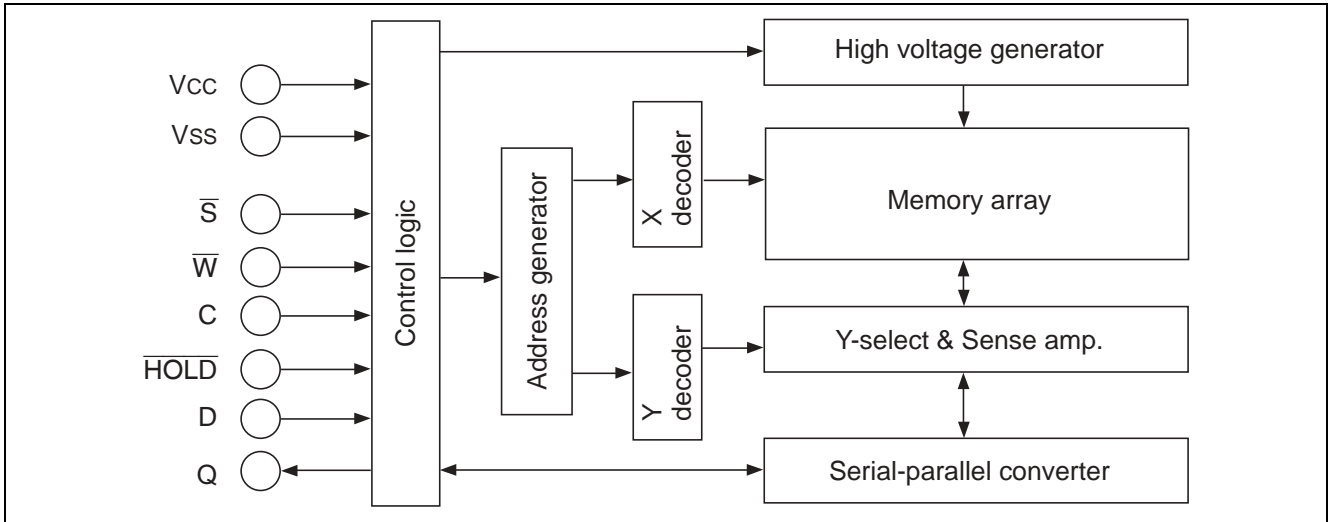 VCC
VSS
S̅
W̅
C
H̅O̅L̅D̅
D
Q
Control logic
Address generator
X
decoder
Y
decoder
High voltage generator
Memory array
Y-select & Sense amp.
Serial-parallel converter